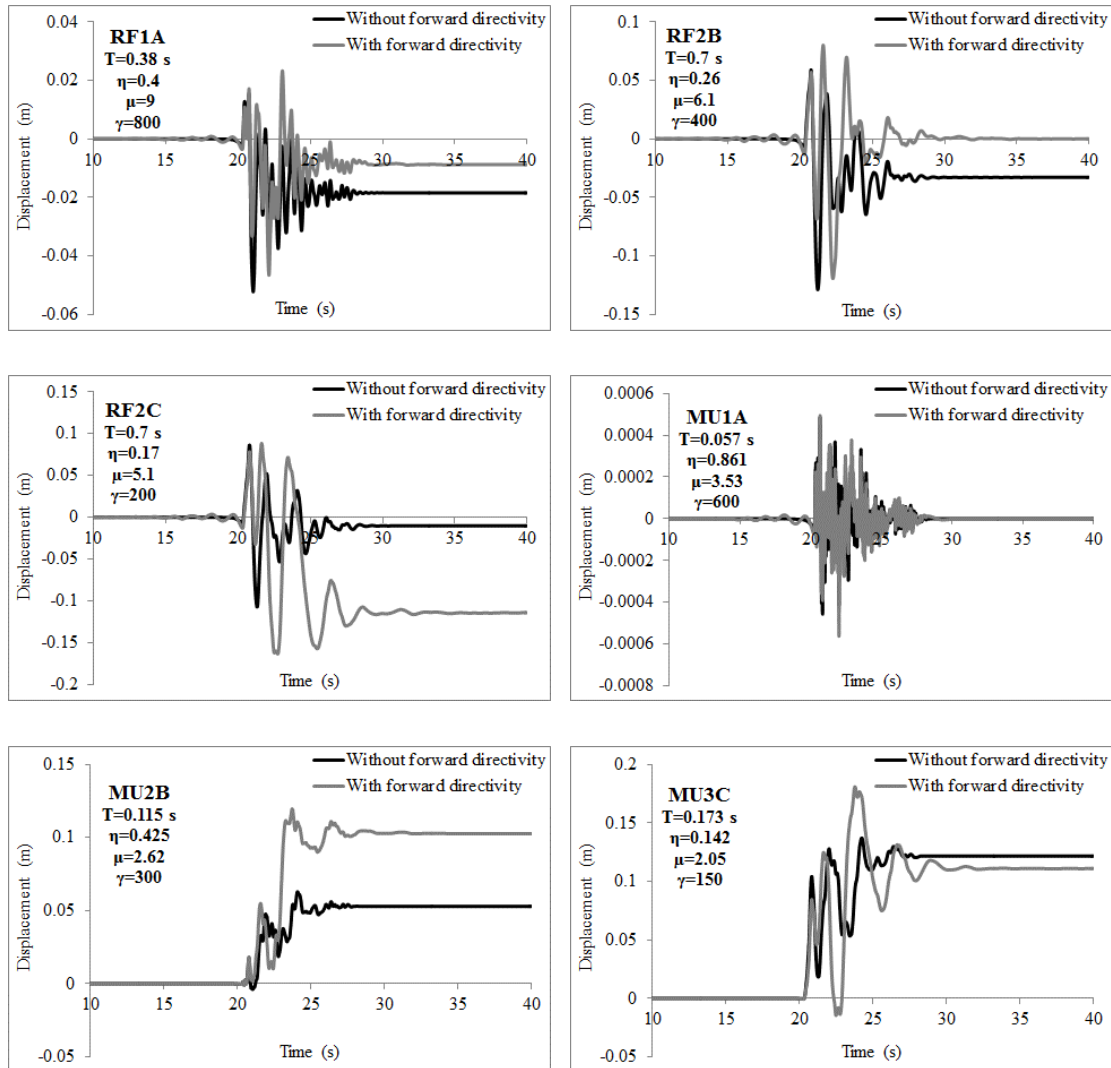 Without forward directivity
With forward directivity
RF1A
T=0.38 s
η=0.4
μ=9
γ=800
0.04
0.02
0
-0.02
-0.04
-0.06
10 15 20 25 30 35 40
Displacement (m)
Time (s)
Without forward directivity
With forward directivity
RF2B
T=0.7 s
η=0.26
μ=6.1
γ=400
0.1
0.05
0
-0.05
-0.1
-0.15
10 15 20 25 30 35 40
Displacement (m)
Time (s)
Without forward directivity
With forward directivity
RF2C
T=0.7 s
η=0.17
μ=5.1
γ=200
0.15
0.1
0.05
0
-0.05
-0.1
-0.15
-0.2
10 15 20 25 30 35 40
Displacement (m)
Time (s)
Without forward directivity
With forward directivity
MU1A
T=0.057 s
η=0.861
μ=3.53
γ=600
0.0006
0.0004
0.0002
0
-0.0002
-0.0004
-0.0006
-0.0008
10 15 20 25 30 35 40
Displacement (m)
Time (s)
Without forward directivity
With forward directivity
MU2B
T=0.115 s
η=0.425
μ=2.62
γ=300
0.15
0.1
0.05
0
-0.05
10 15 20 25 30 35 40
Displacement (m)
Time (s)
Without forward directivity
With forward directivity
MU3C
T=0.173 s
η=0.142
μ=2.05
γ=150
0.2
0.15
0.1
0.05
0
-0.05
10 15 20 25 30 35 40
Displacement (m)
Time (s)